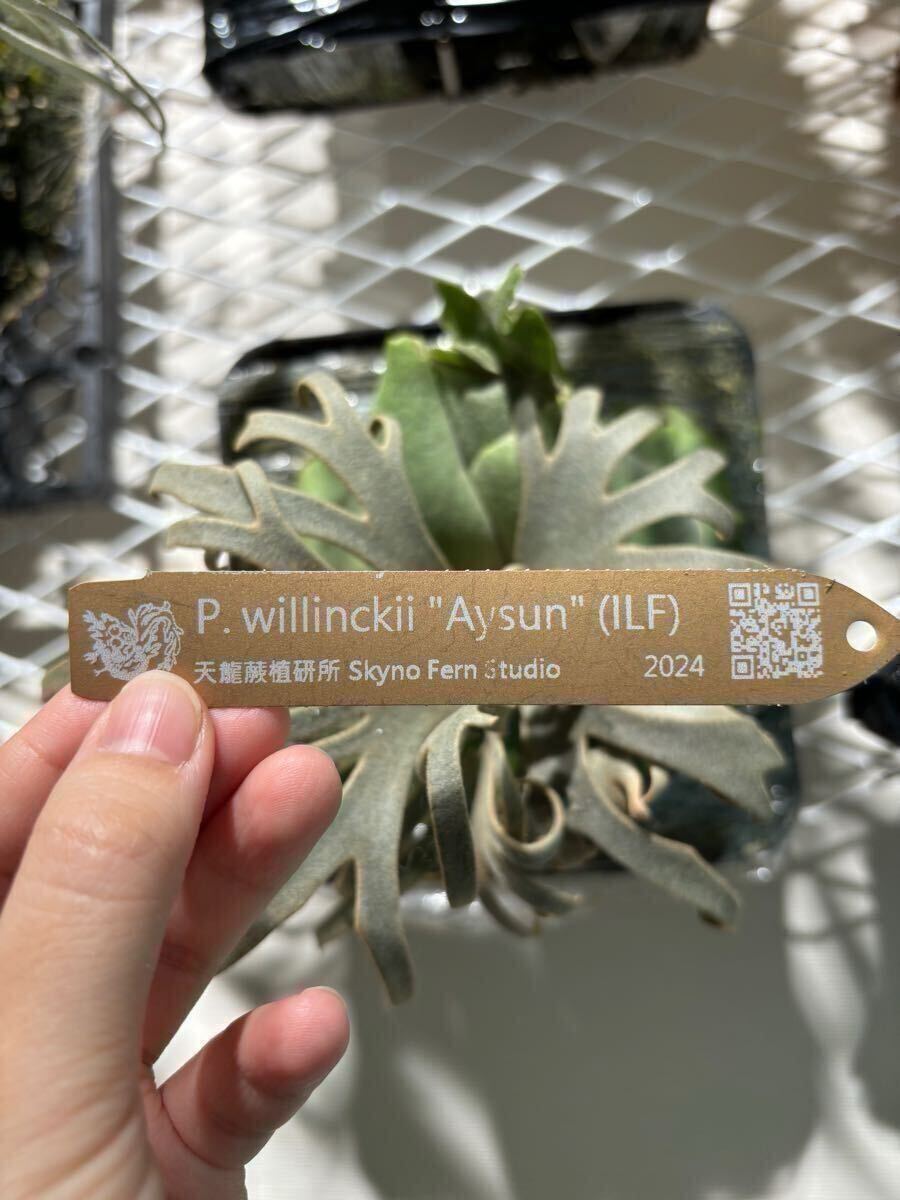 P. willinckii "Aysun" (ILF)
天龍蕨植研所 Skyno Fern Studio 2024